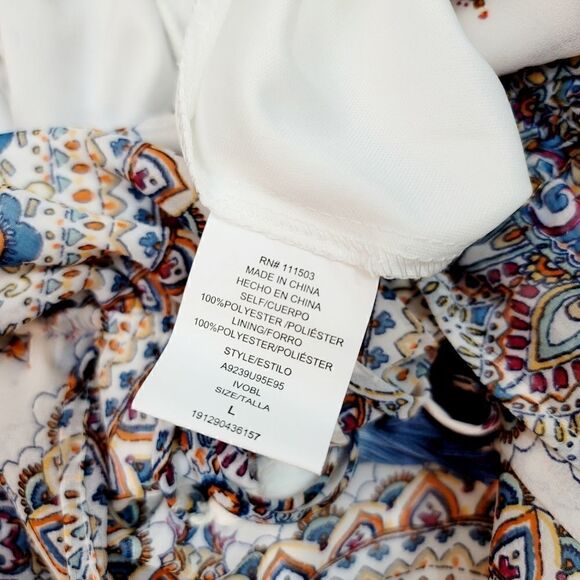 RN# 111503
MADE IN CHINA
HECHO EN CHINA
SELF/CUERPO
100%POLYESTER /POLIÉSTER
LINING/FORRO
100%POLYESTER/POLIÉSTER
STYLE/ESTILO
A9239U95E95
IVOBL
SIZE/TALLA
L
191290436157